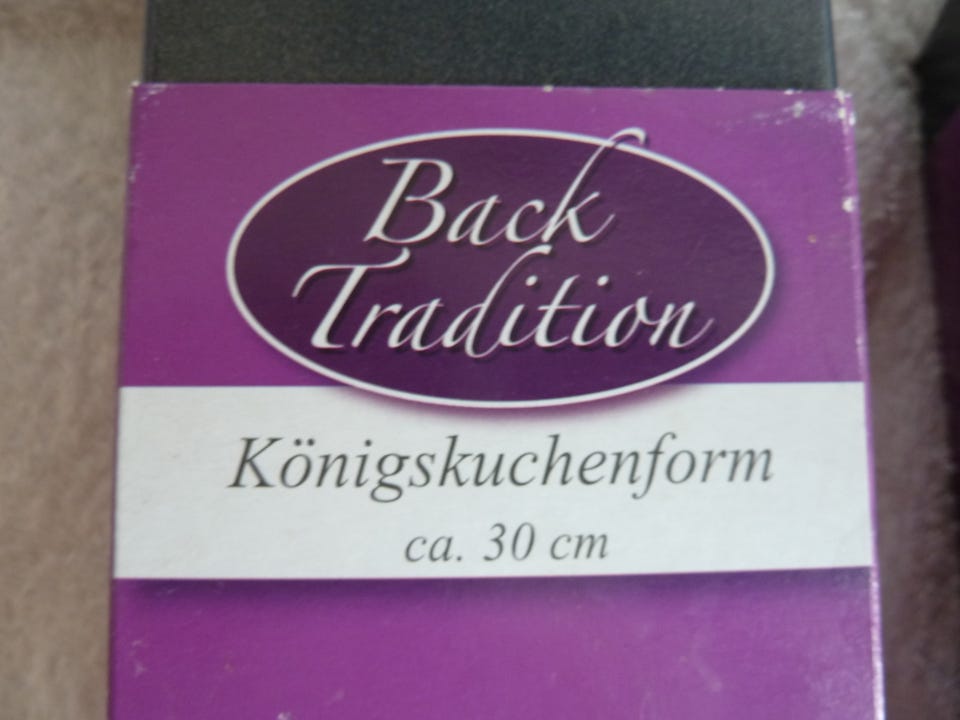 Back
Tradition
Königskuchenform
ca. 30 cm